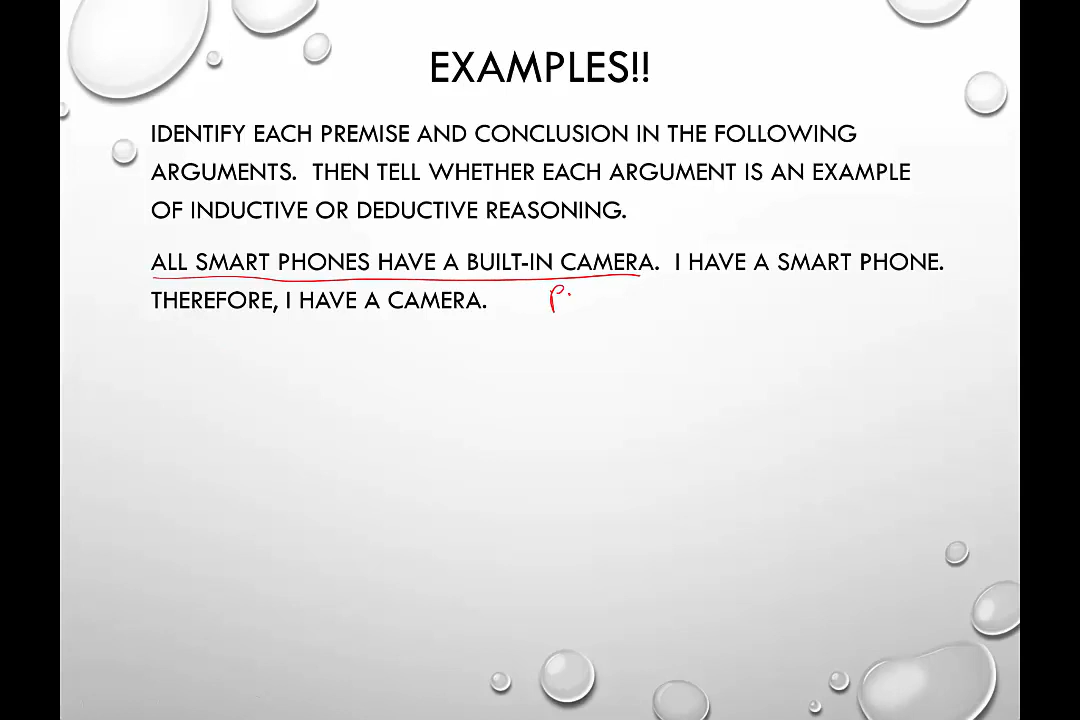 EXAMPLES!!
IDENTIFY EACH PREMISE AND CONCLUSION IN THE FOLLOWING
ARGUMENTS. THEN TELL WHETHER EACH ARGUMENT IS AN EXAMPLE
OF INDUCTIVE OR DEDUCTIVE REASONING.
ALL SMART PHONES HAVE A BUILT-IN CAMERA. I HAVE A SMART PHONE.
THEREFORE, I HAVE A CAMERA. P.